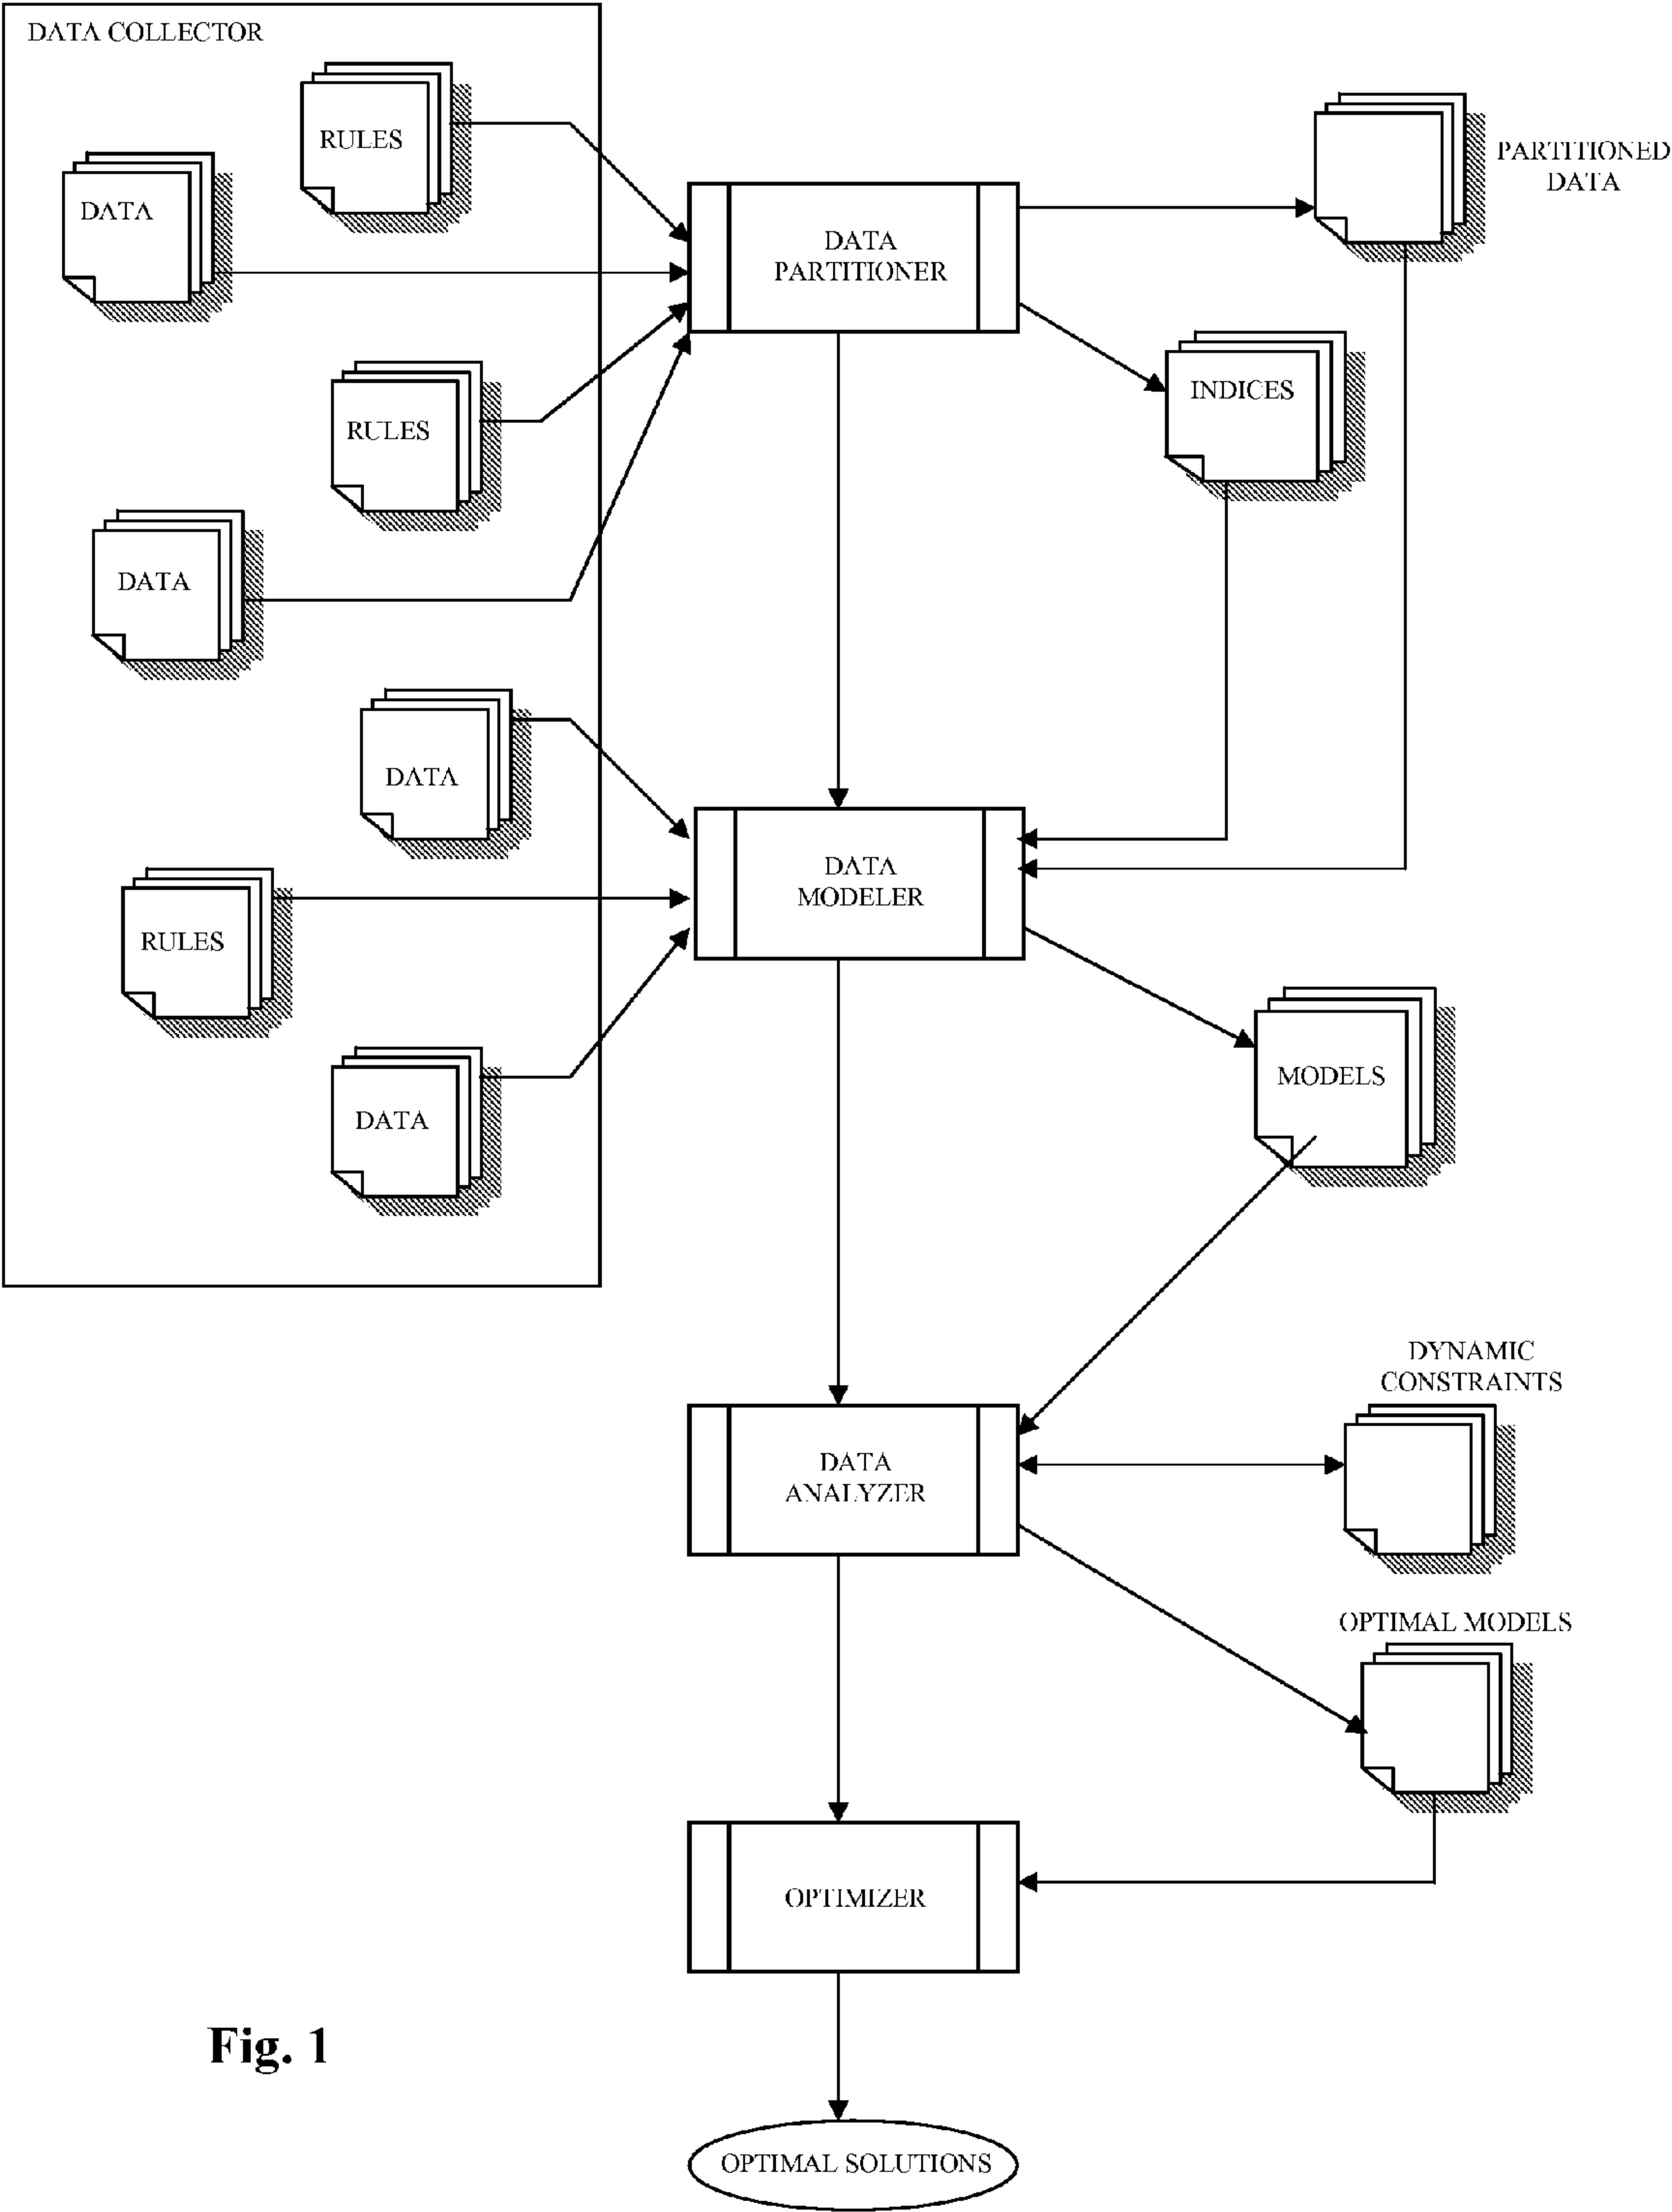 DATA COLLECTOR
RULES
DATA
PARTITIONED
DATA
DATA
PARTITIONER
INDICES
RULES
DATA
DATA
DATA
MODELER
RULES
MODELS
DATA
DYNAMIC
CONSTRAINTS
DATA
ANALYZER
OPTIMAL MODELS
OPTIMIZER
Fig. 1
OPTIMAL SOLUTIONS